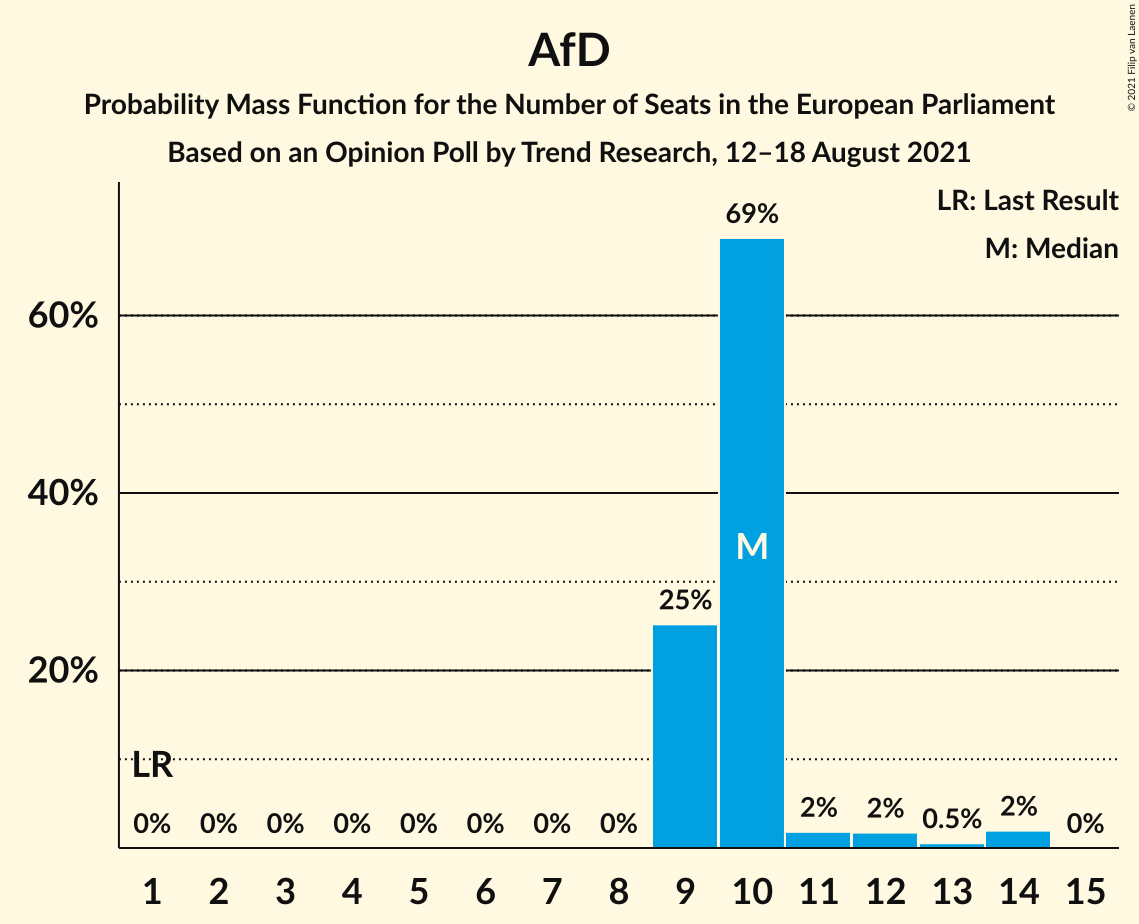 © 2021 Filip van Laenen
AfD
Probability Mass Function for the Number of Seats in the European Parliament
Based on an Opinion Poll by Trend Research, 12–18 August 2021
LR: Last Result
M: Median
69%
60%
40%
M
25%
20%
LR
0% 0% 0% 0% 0% 0% 0% 0% 2% 2% 0.5% 2% 0%
1 2 3 4 5 6 7 8 9 10 11 12 13 14 15